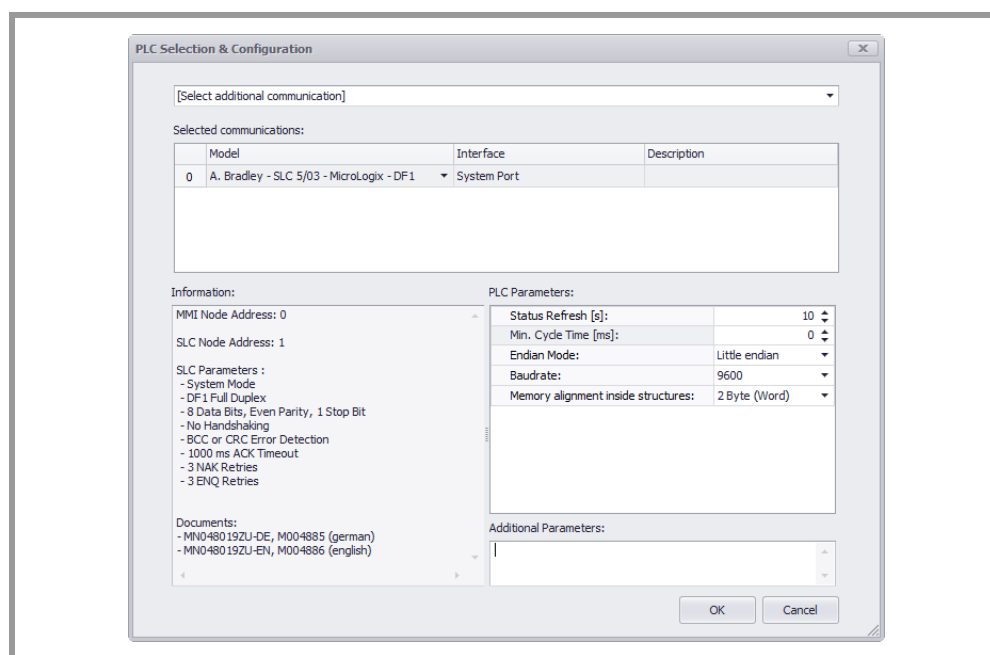 PLC Selection & Configuration
[Select additional communication]
Selected communications:
Model Interface Description
0 A. Bradley - SLC 5/03 - MicroLogix - DF1 System Port
Information:
MMI Node Address: 0
SLC Node Address: 1
SLC Parameters :
- System Mode
- DF1 Full Duplex
- 8 Data Bits, Even Parity, 1 Stop Bit
- No Handshaking
- BCC or CRC Error Detection
- 1000 ms ACK Timeout
- 3 NAK Retries
- 3 ENQ Retries
Documents:
- MN048019ZU-DE, M004885 (german)
- MN048019ZU-EN, M004886 (english)
PLC Parameters:
Status Refresh [s]: 10
Min. Cycle Time [ms]: 0
Endian Mode: Little endian
Baudrate: 9600
Memory alignment inside structures: 2 Byte (Word)
Additional Parameters:
OK Cancel